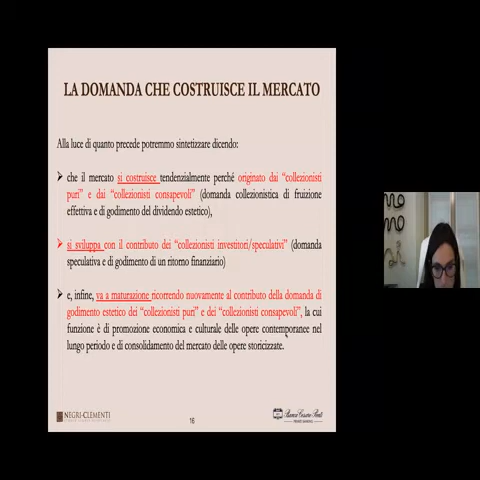 LA DOMANDA CHE COSTRUISCE IL MERCATO
Alla luce di quanto precede potremmo sintetizzare dicendo:
➢ che il mercato si costruisce tendenzialmente perché originato dai “collezionisti
puri” e dai “collezionisti consapevoli” (domanda collezionistica di fruizione
effettiva e di godimento del dividendo estetico),
➢ si sviluppa con il contributo dei “collezionisti investitori/speculativi” (domanda
speculativa e di godimento di un ritorno finanziario)
➢ e, infine, va a maturazione ricorrendo nuovamente al contributo della domanda di
godimento estetico dei “collezionisti puri” e dei “collezionisti consapevoli”, la cui
funzione è di promozione economica e culturale delle opere contemporanee nel
lungo periodo e di consolidamento del mercato delle opere storicizzate.
NEGRI-CLEMENTI
16
Banca Cesare Ponti